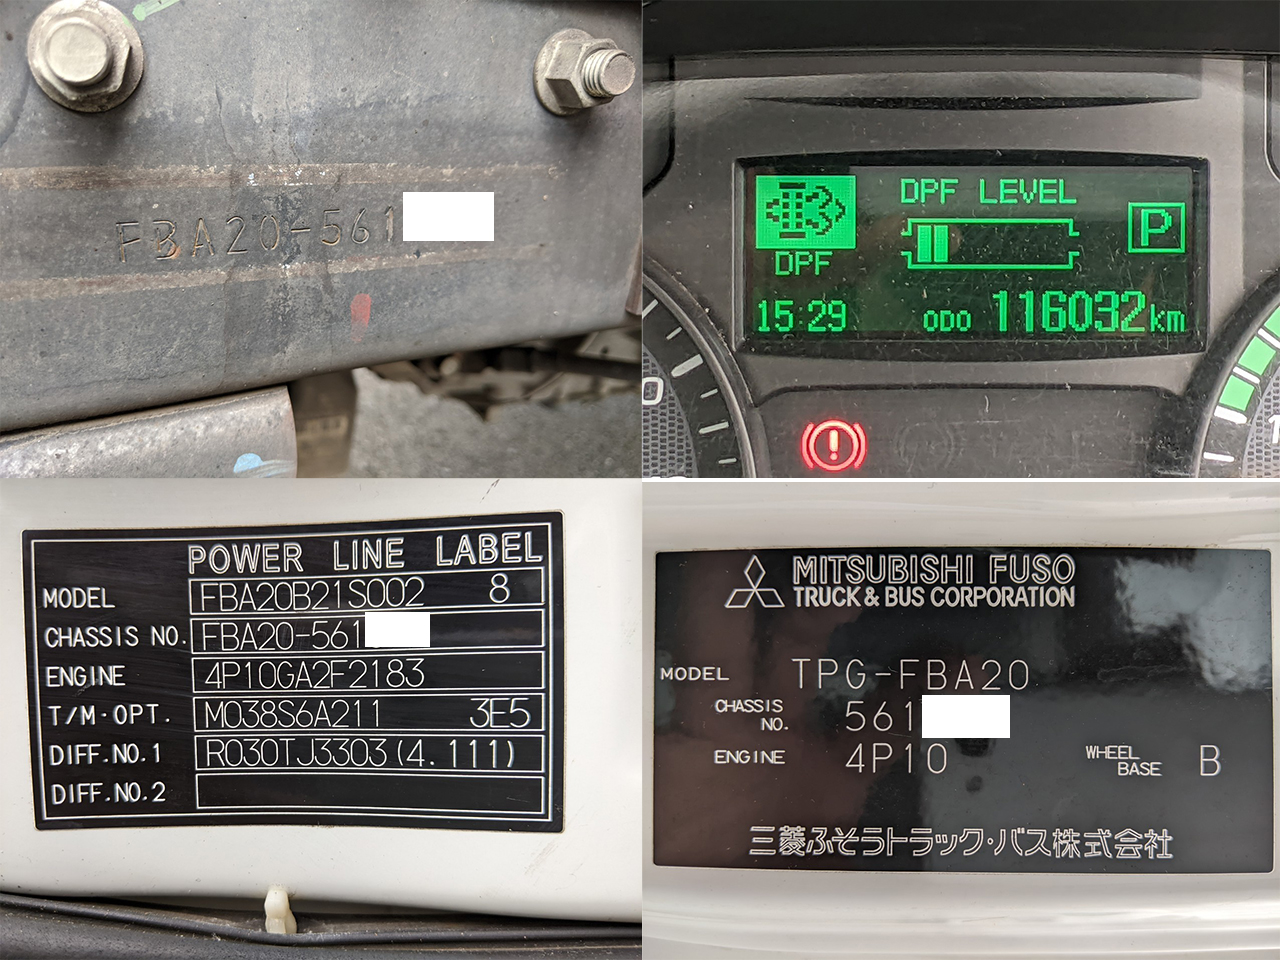 FBA20-561
DPF LEVEL
P
DPF
15:29 ODO 116032km
POWER LINE LABEL
MODEL FBA20B21S002 8
CHASSIS NO. FBA20-561
ENGINE 4P10GA2F2183
T/M·OPT. M038S6A211 3E5
DIFF.NO.1 R030TJ3303(4.111)
DIFF.NO.2
MITSUBISHI FUSO
TRUCK & BUS CORPORATION
MODEL TPG-FBA20
CHASSIS NO. 561
ENGINE 4P10 WHEEL BASE B
三菱ふそうトラック・バス株式会社